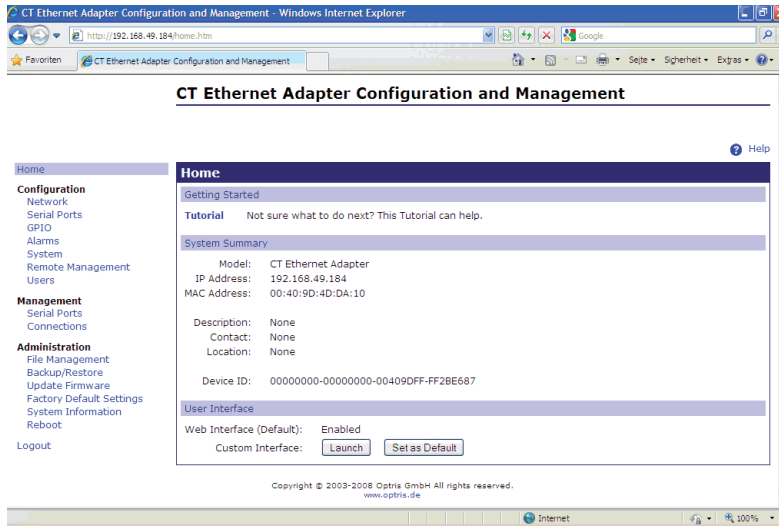 CT Ethernet Adapter Configuration and Management - Windows Internet Explorer
http://192.168.49.184/home.htm
Google
Favoriten
CT Ethernet Adapter Configuration and Management
Seite
Sicherheit
Extras
CT Ethernet Adapter Configuration and Management
Help
Home
Configuration
Network
Serial Ports
GPIO
Alarms
System
Remote Management
Users
Management
Serial Ports
Connections
Administration
File Management
Backup/Restore
Update Firmware
Factory Default Settings
System Information
Reboot
Logout
Home
Getting Started
Tutorial Not sure what to do next? This Tutorial can help.
System Summary
Model: CT Ethernet Adapter
IP Address: 192.168.49.184
MAC Address: 00:40:9D:4D:DA:10
Description: None
Contact: None
Location: None
Device ID: 00000000-00000000-00409DFF-FF2BE687
User Interface
Web Interface (Default): Enabled
Custom Interface: Launch Set as Default
Copyright © 2003-2008 Optris GmbH All rights reserved.
www.optris.de
Internet
100%